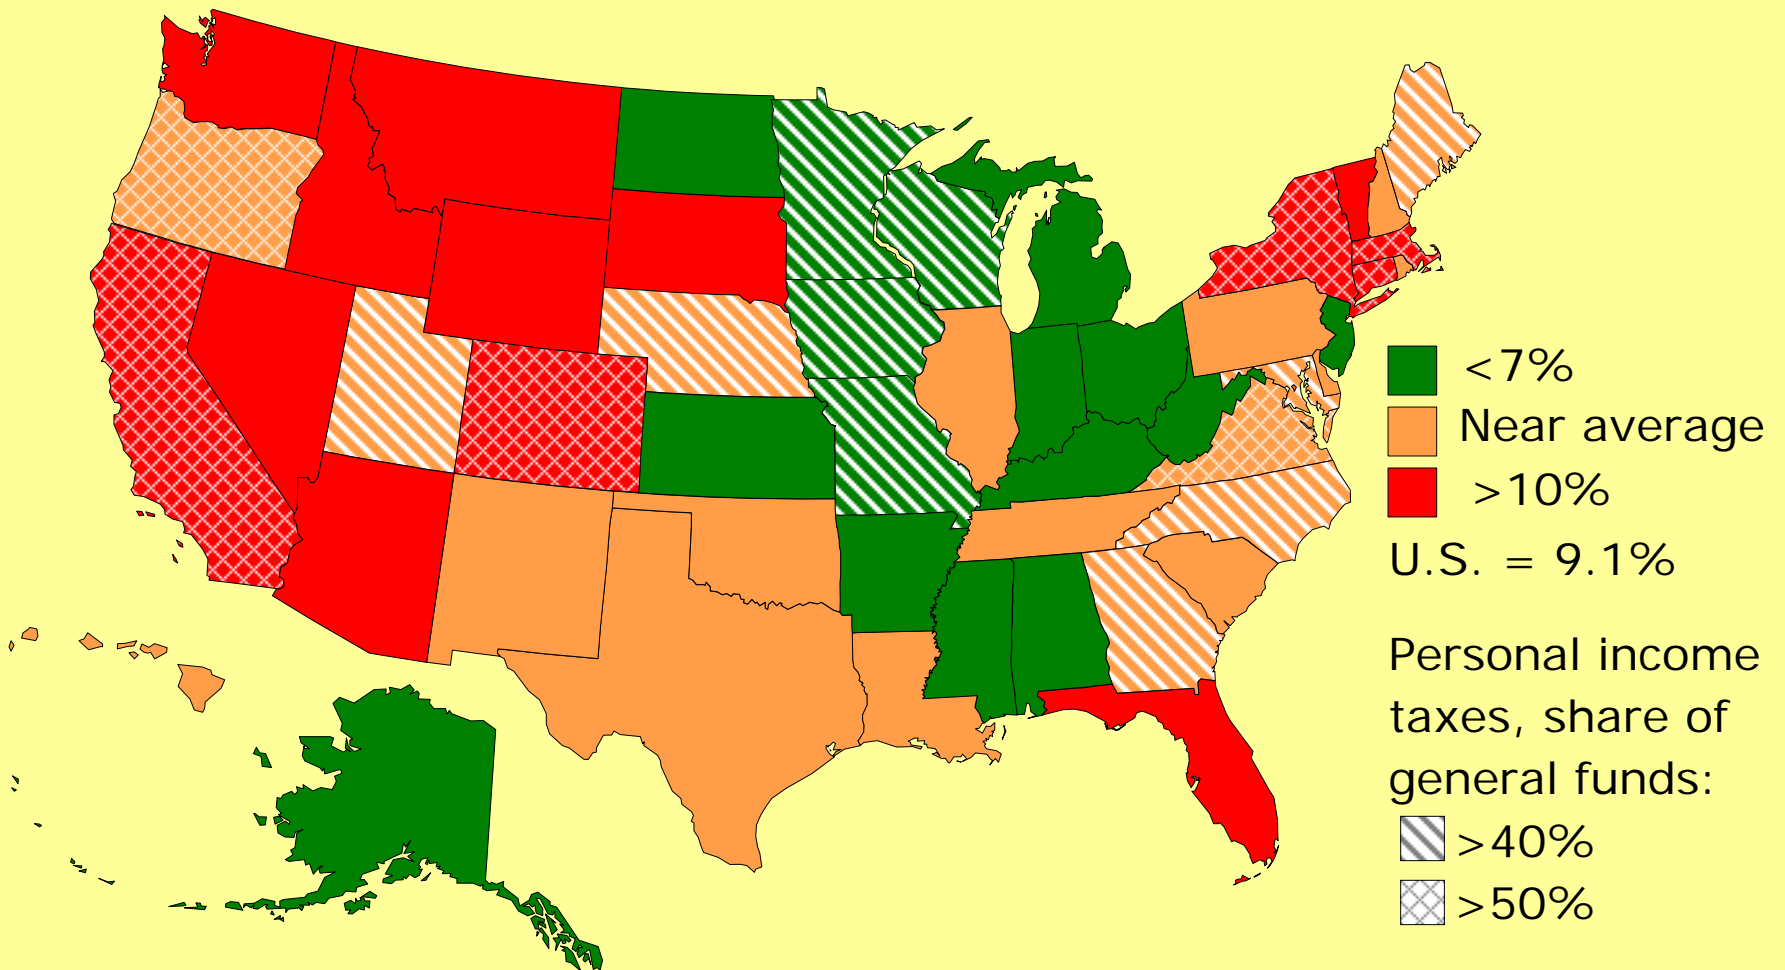 <7%
Near average
>10%
U.S. = 9.1%
Personal income
taxes, share of
general funds:
>40%
>50%